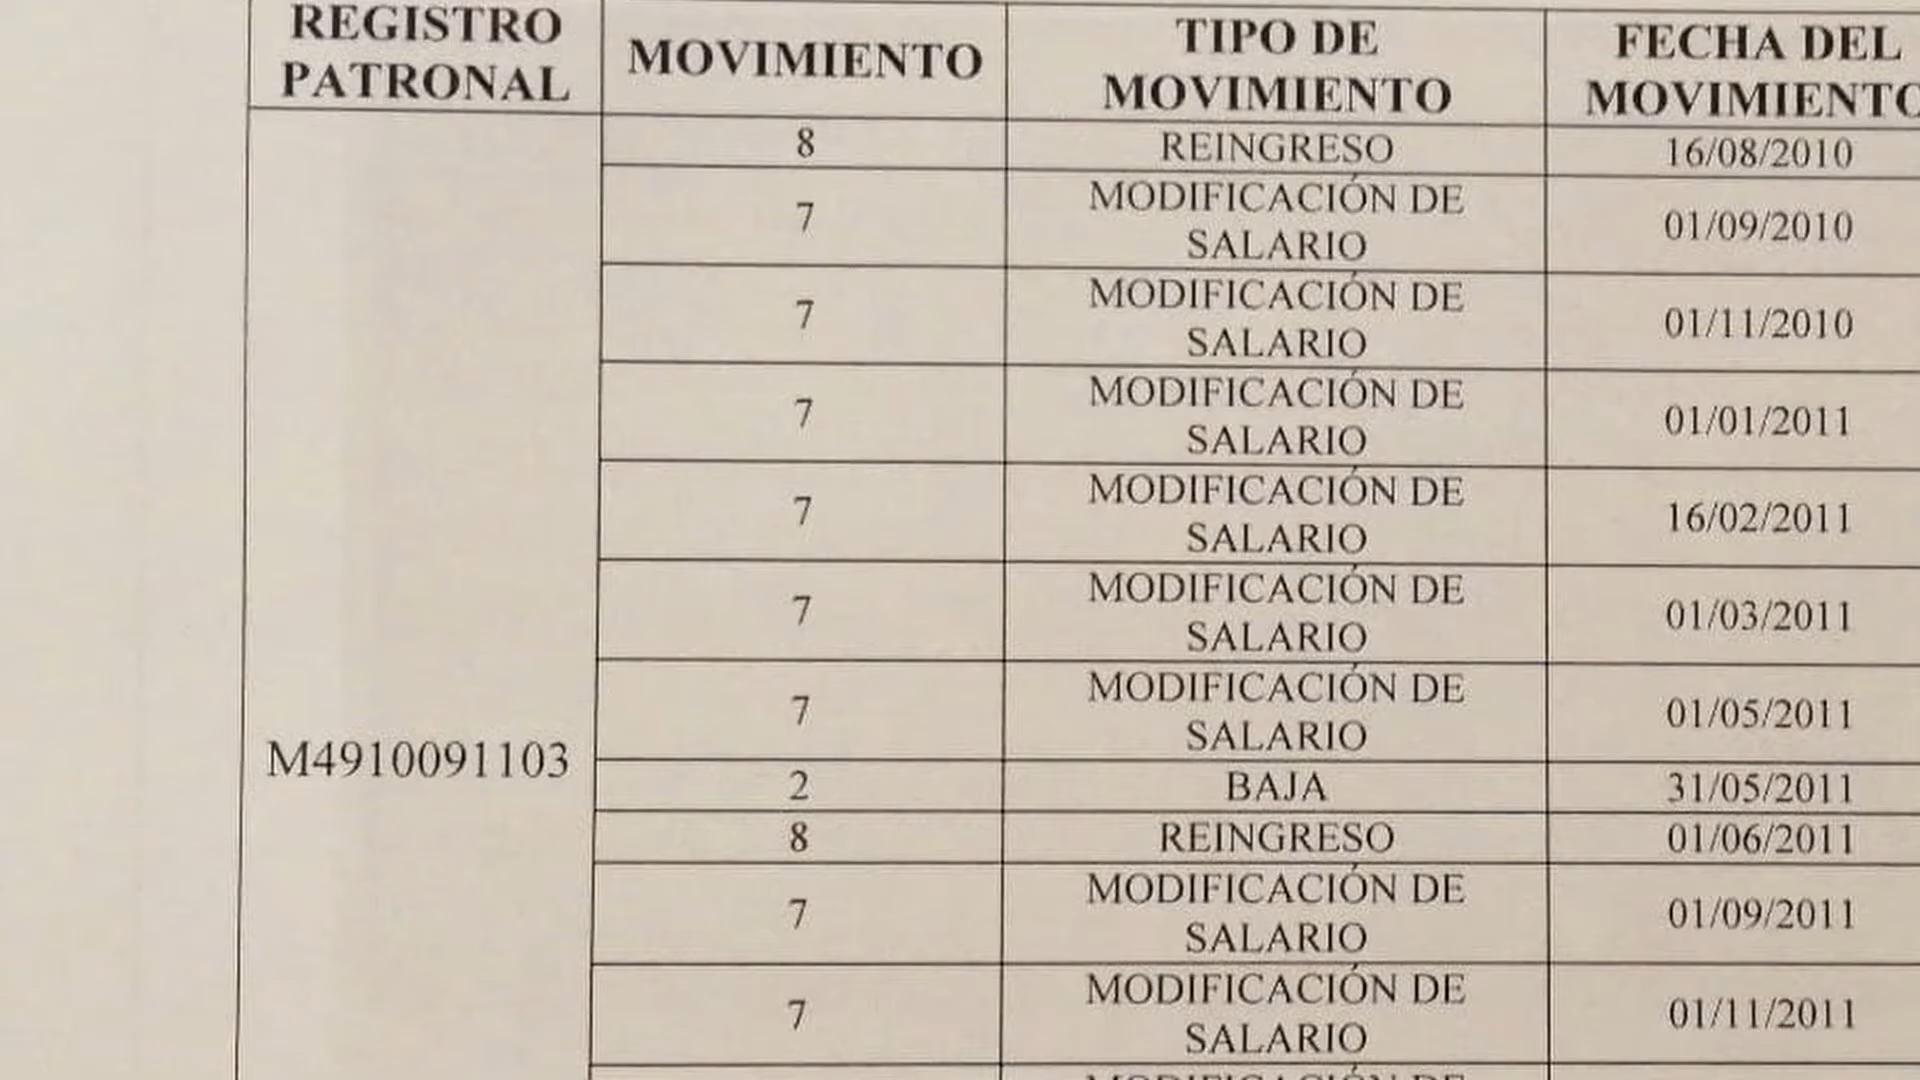 REGISTRO PATRONAL	MOVIMIENTO	TIPO DE MOVIMIENTO	FECHA DEL MOVIMIENTO
8	REINGRESO	16/08/2010
7	MODIFICACIÓN DE SALARIO	01/09/2010
7	MODIFICACIÓN DE SALARIO	01/11/2010
7	MODIFICACIÓN DE SALARIO	01/01/2011
7	MODIFICACIÓN DE SALARIO	16/02/2011
7	MODIFICACIÓN DE SALARIO	01/03/2011
7	MODIFICACIÓN DE SALARIO	01/05/2011
M4910091103
2	BAJA	31/05/2011
8	REINGRESO	01/06/2011
7	MODIFICACIÓN DE SALARIO	01/09/2011
7	MODIFICACIÓN DE SALARIO	01/11/2011
MODIFICACIÓN DE